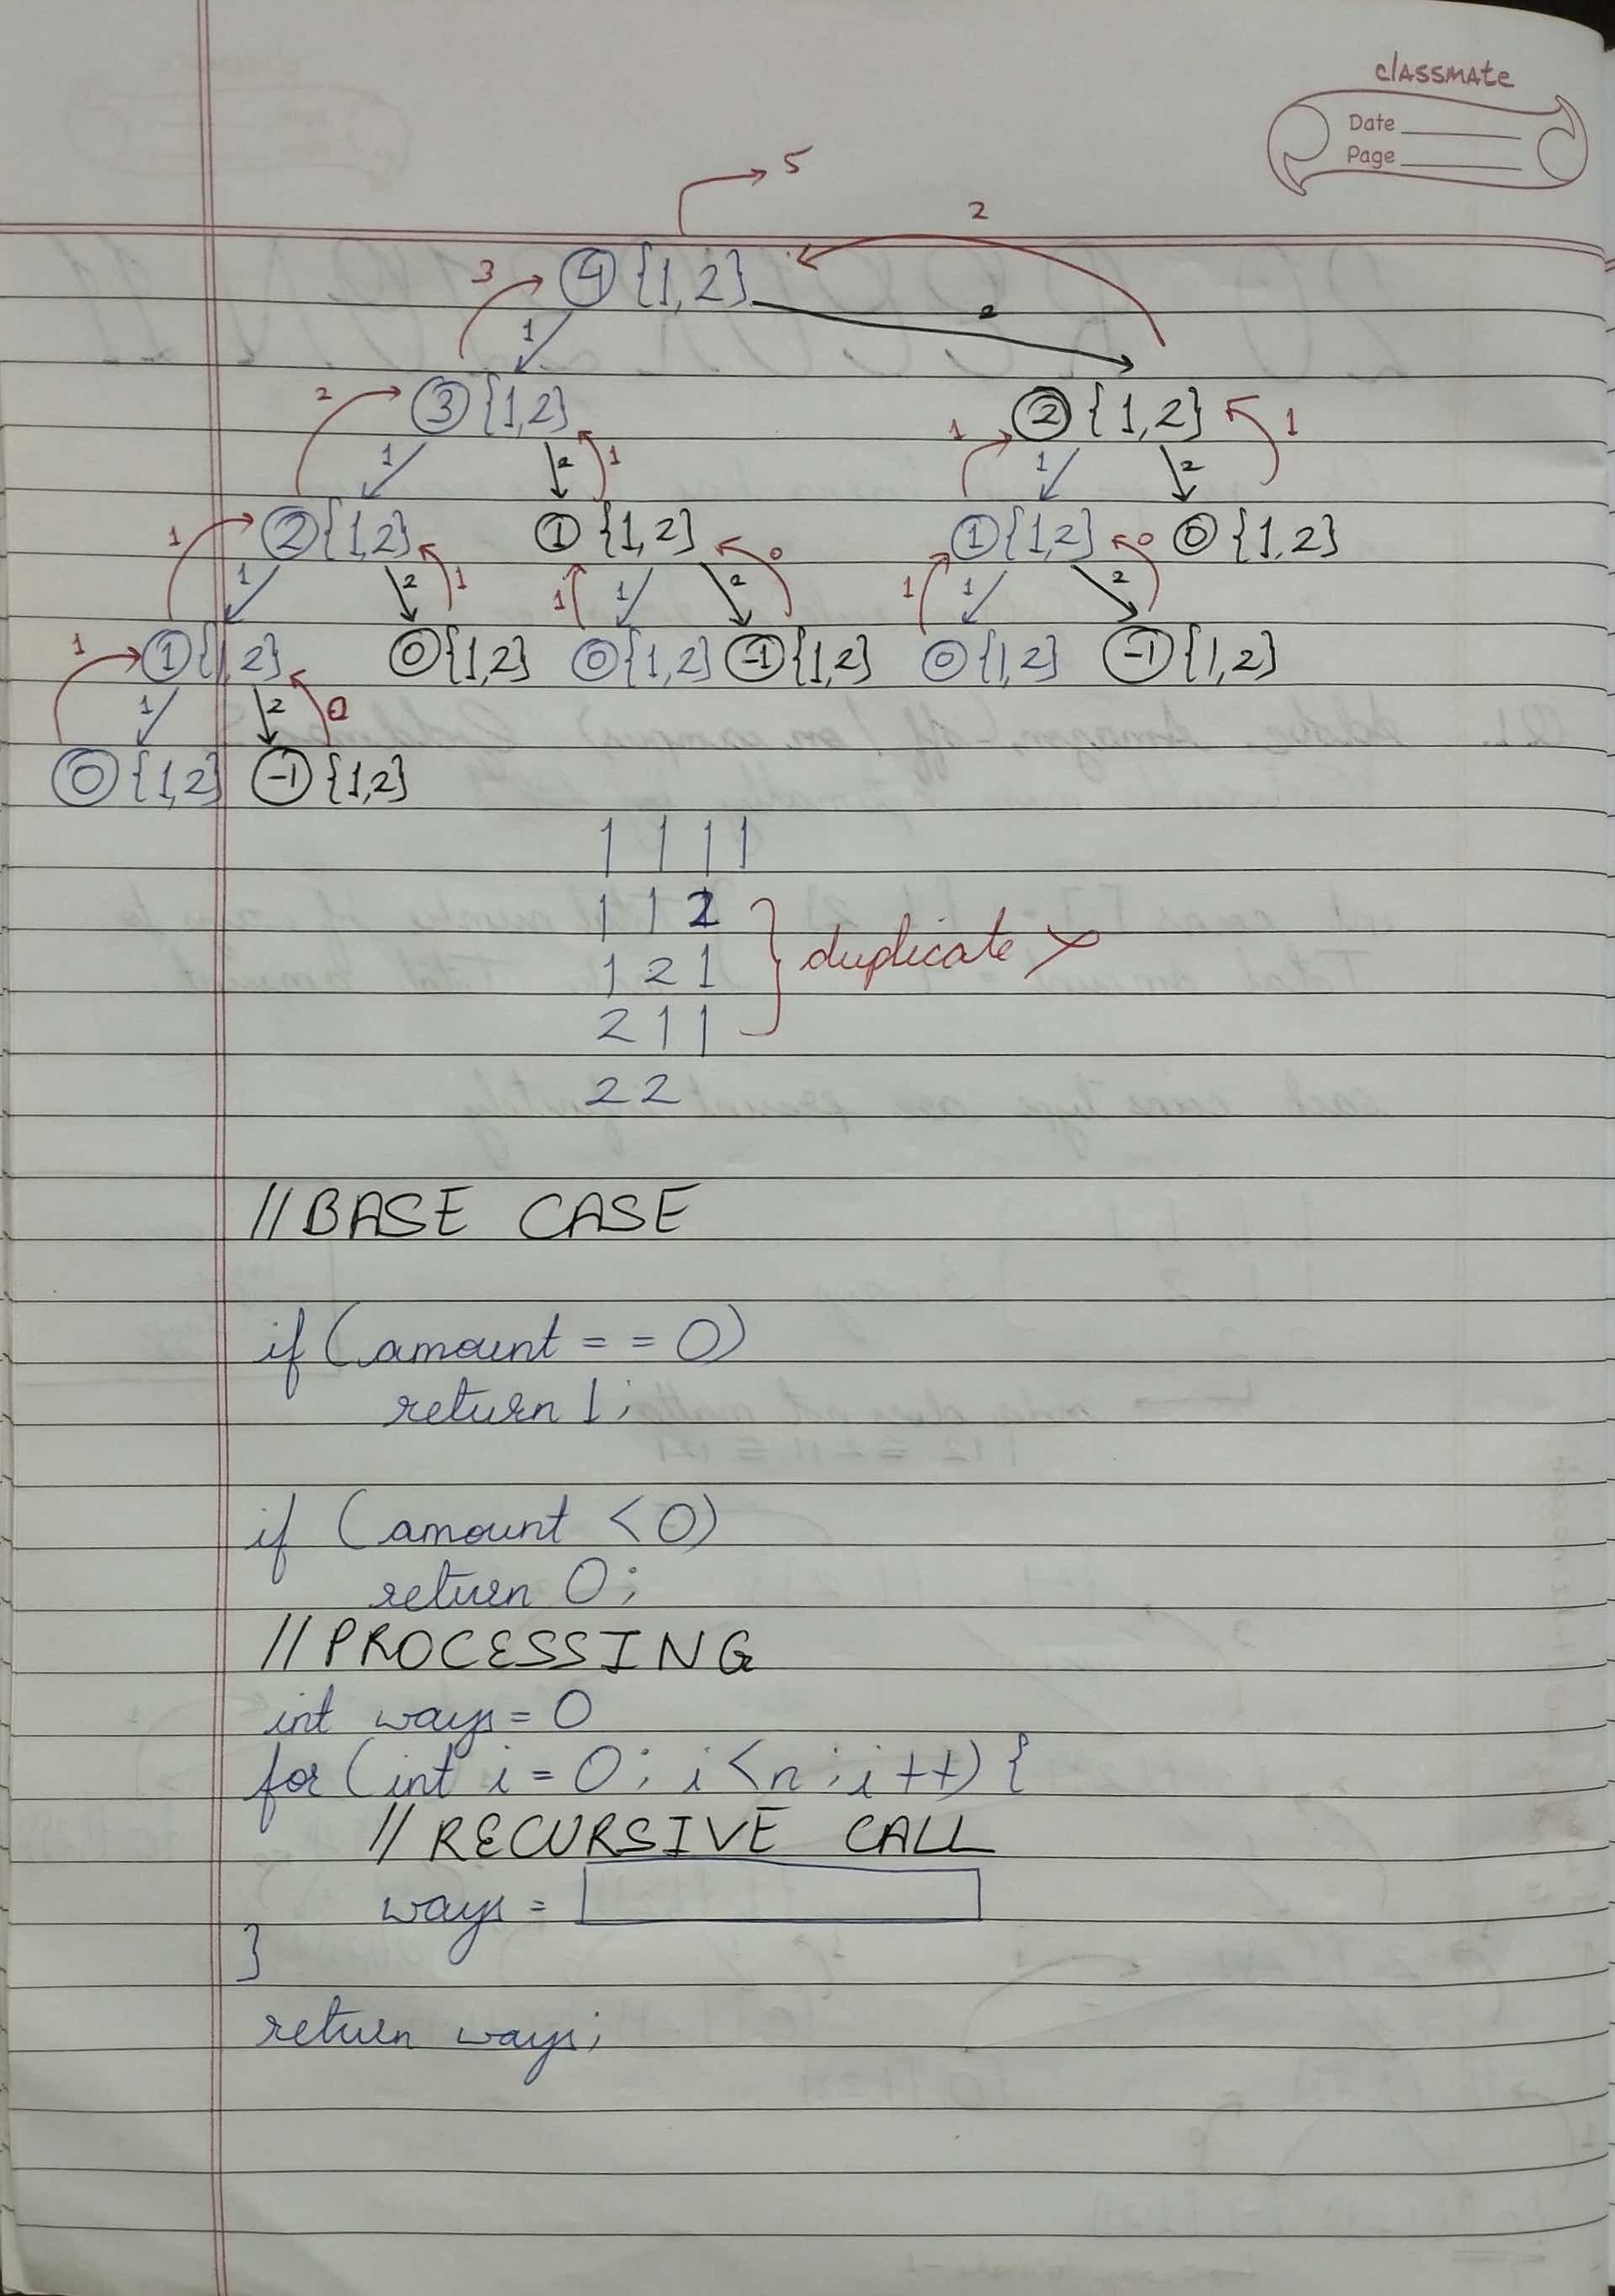 classmate
Date
Page
5
2
3 4 {1,2}
1 2
2 3 {1,2} 1 2 {1,2} 1
1 2 1 1 2
1 2 {1,2} 1 {1,2} 0 1 {1,2} 0 0 {1,2}
1 2 1 1 1 2 1 1 2
1 1 {1,2} 0 {1,2} 0 {1,2} -1 {1,2} 0 {1,2} -1 {1,2}
1 2 0
0 {1,2} -1 {1,2}
1 1 1 1
1 1 2
1 2 1 duplicate ✗
2 1 1
2 2
//BASE CASE
if (amount == 0)
return 1;
if (amount < 0)
return 0;
//PROCESSING
int ways = 0
for (int i = 0; i < n; i++) {
//RECURSIVE CALL
ways =
}
return ways;